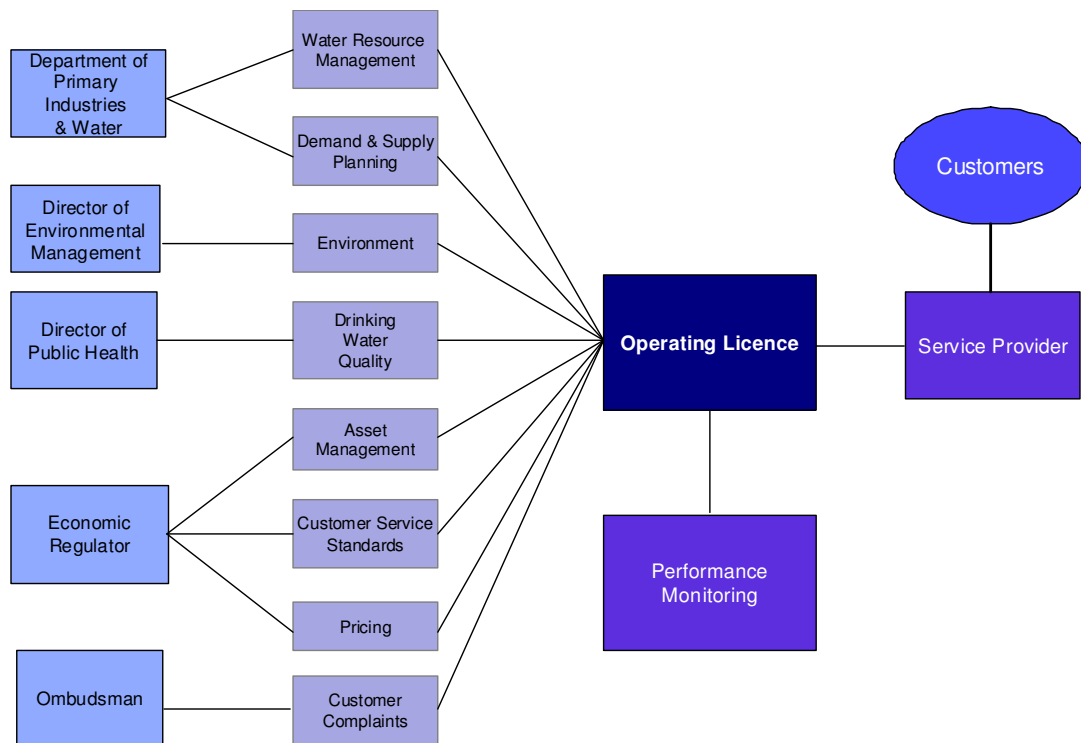 Department of
Primary
Industries
& Water
Director of
Environmental
Management
Director of
Public Health
Economic
Regulator
Ombudsman
Water Resource
Management
Demand & Supply
Planning
Environment
Drinking
Water
Quality
Asset
Management
Customer Service
Standards
Pricing
Customer
Complaints
Operating Licence
Performance
Monitoring
Customers
Service Provider